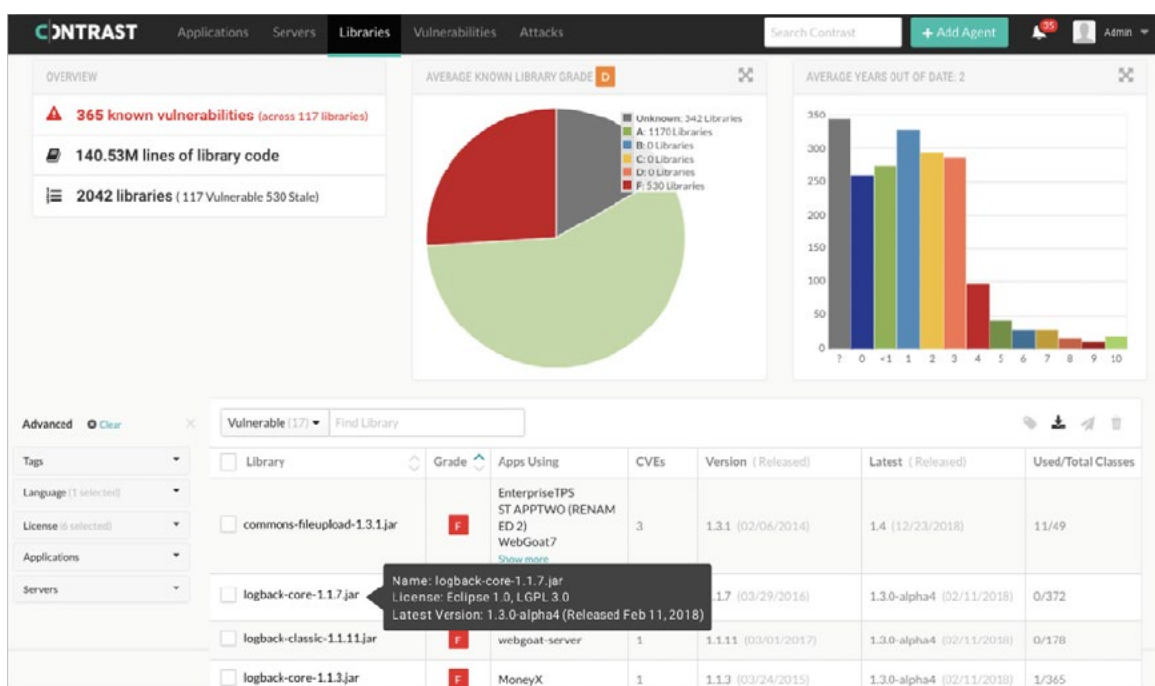 CONTRAST Applications Servers Libraries Vulnerabilities Attacks Search Contrast + Add Agent 35 Admin
OVERVIEW
365 known vulnerabilities (across 117 libraries)
140.53M lines of library code
2042 libraries (117 Vulnerable 530 Stale)
AVERAGE KNOWN LIBRARY GRADE D
Unknown: 342 Libraries
A: 1170 Libraries
B: 0 Libraries
C: 0 Libraries
D: 0 Libraries
F: 530 Libraries
AVERAGE YEARS OUT OF DATE: 2
350
300
250
200
150
100
50
0
? 0 <1 1 2 3 4 5 6 7 8 9 10
Advanced Clear
Tags
Language (1 selected)
License (6 selected)
Applications
Servers
Vulnerable (17) Find Library
Library Grade Apps Using CVEs Version (Released) Latest (Released) Used/Total Classes
commons-fileupload-1.3.1.jar F EnterpriseTPS
ST APPTWO (RENAM
ED 2)
WebGoat7
Show more
3 1.3.1 (02/06/2014) 1.4 (12/23/2018) 11/49
Name: logback-core-1.1.7.jar
License: Eclipse 1.0, LGPL 3.0
Latest Version: 1.3.0-alpha4 (Released Feb 11, 2018)
logback-core-1.1.7.jar 1.1.7 (03/29/2016) 1.3.0-alpha4 (02/11/2018) 0/372
logback-classic-1.1.11.jar F webgoat-server 1 1.1.11 (03/01/2017) 1.3.0-alpha4 (02/11/2018) 0/178
logback-core-1.1.3.jar F MoneyX 1 1.1.3 (03/24/2015) 1.3.0-alpha4 (02/11/2018) 1/365